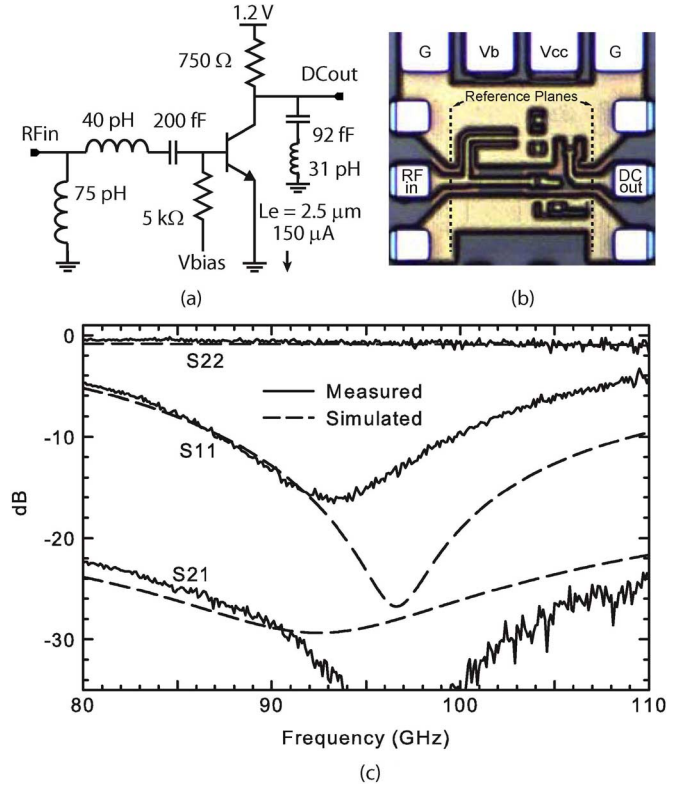 1.2 V
750 Ω
DCout
40 pH
200 fF
RFin
92 fF
31 pH
75 pH
5 kΩ
Le = 2.5 μm
150 μA
Vbias
(a)
G
Vb
Vcc
G
Reference Planes
RF
in
DC
out
(b)
0
S22
Measured
Simulated
-10
S11
dB
-20
S21
-30
80
90
100
110
Frequency (GHz)
(c)